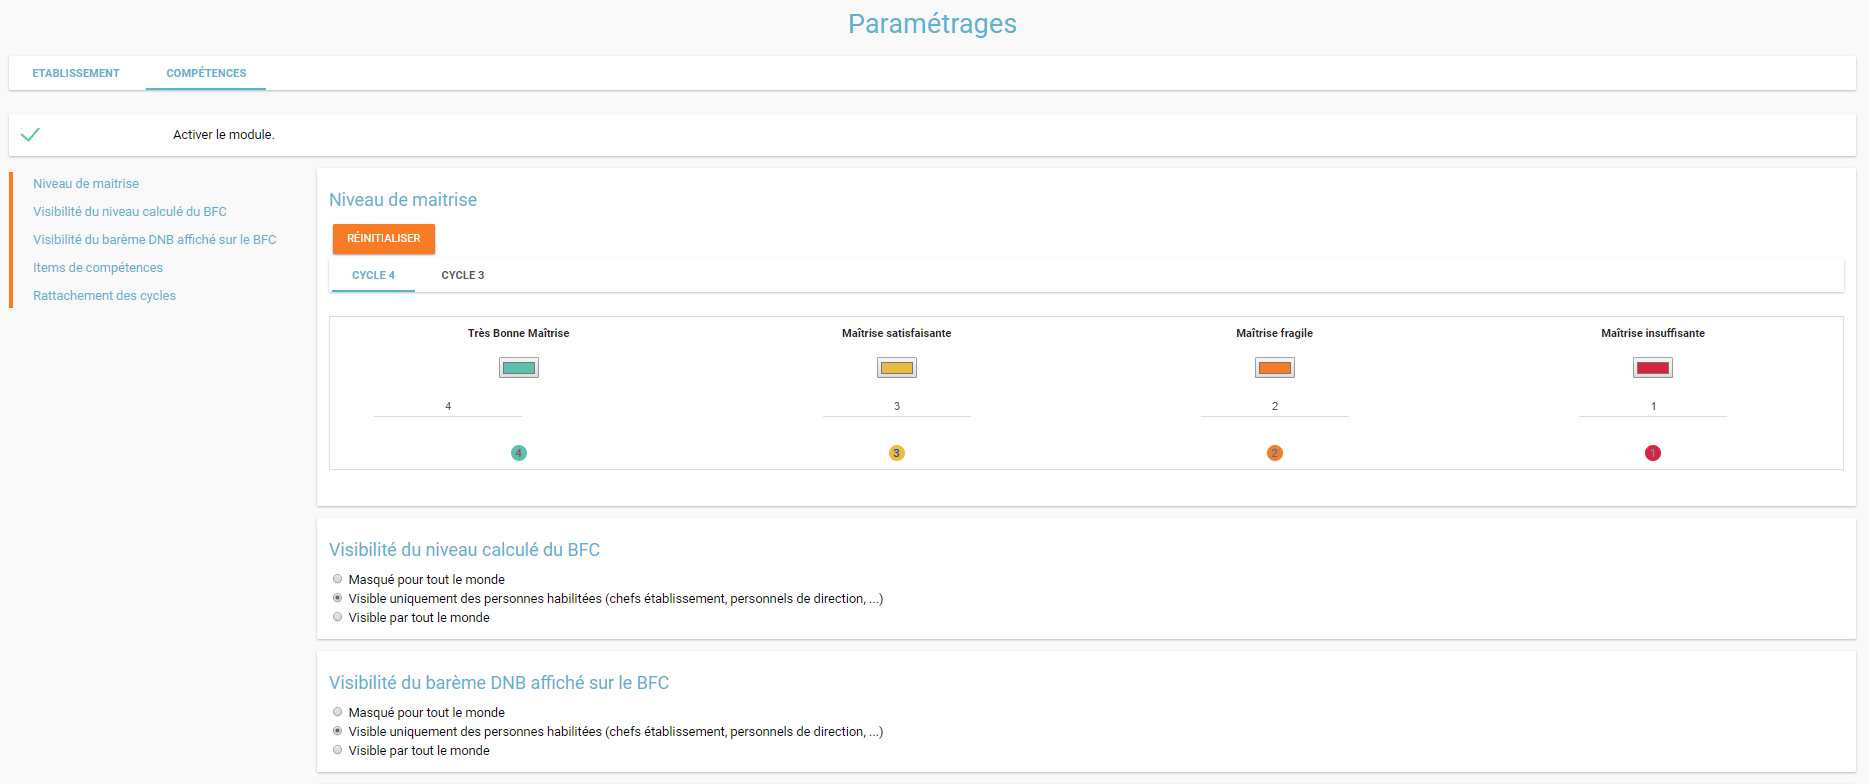 Paramétrages
ETABLISSEMENT COMPÉTENCES
Activer le module.
Niveau de maitrise
Visibilité du niveau calculé du BFC
Visibilité du barème DNB affiché sur le BFC
Items de compétences
Rattachement des cycles
Niveau de maitrise
RÉINITIALISER
CYCLE 4 CYCLE 3
Très Bonne Maîtrise Maîtrise satisfaisante Maîtrise fragile Maîtrise insuffisante
4 3 2 1
4 3 2 1
Visibilité du niveau calculé du BFC
Masqué pour tout le monde
Visible uniquement des personnes habilitées (chefs établissement, personnels de direction, ...)
Visible par tout le monde
Visibilité du barème DNB affiché sur le BFC
Masqué pour tout le monde
Visible uniquement des personnes habilitées (chefs établissement, personnels de direction, ...)
Visible par tout le monde